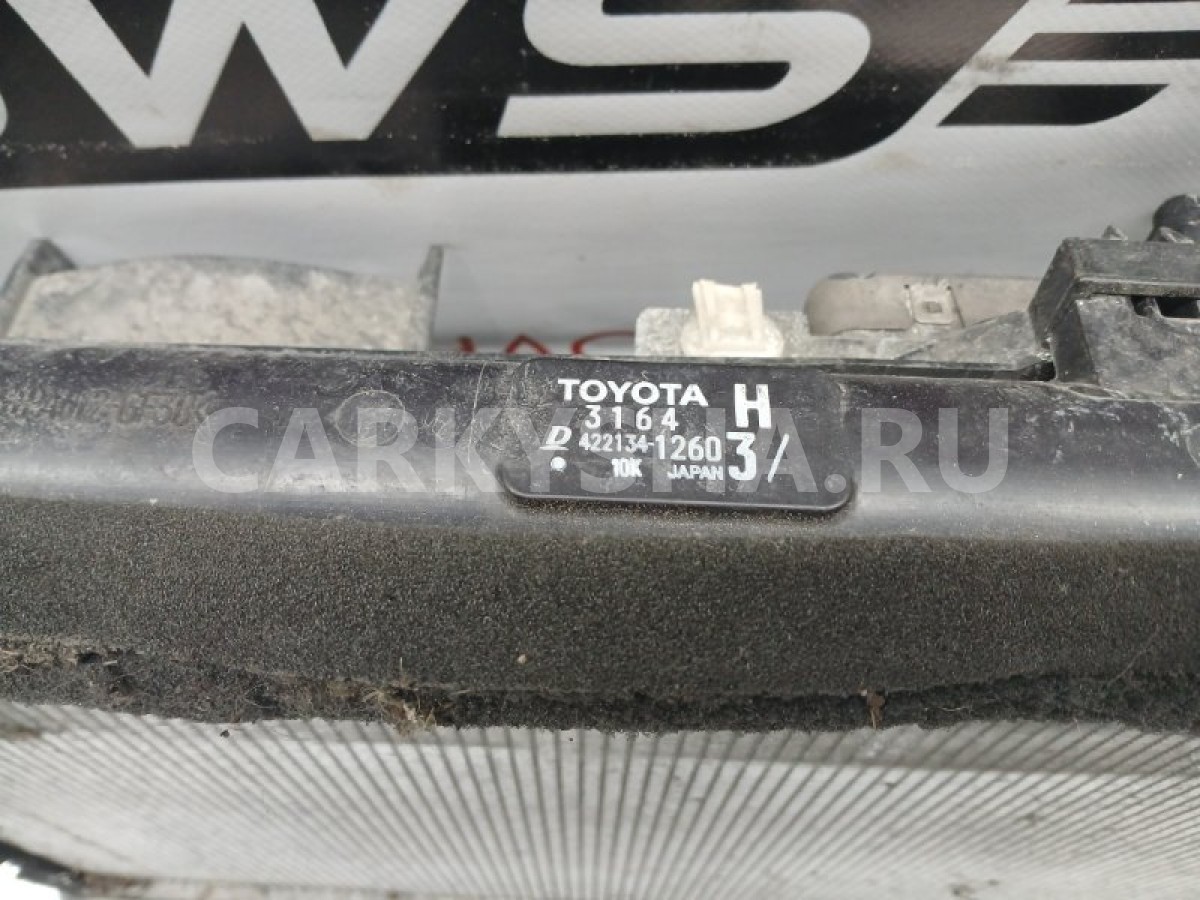 WS
TOYOTA H
3164
D 422134-1260 3/
10K JAPAN
CARKYSHA.RU